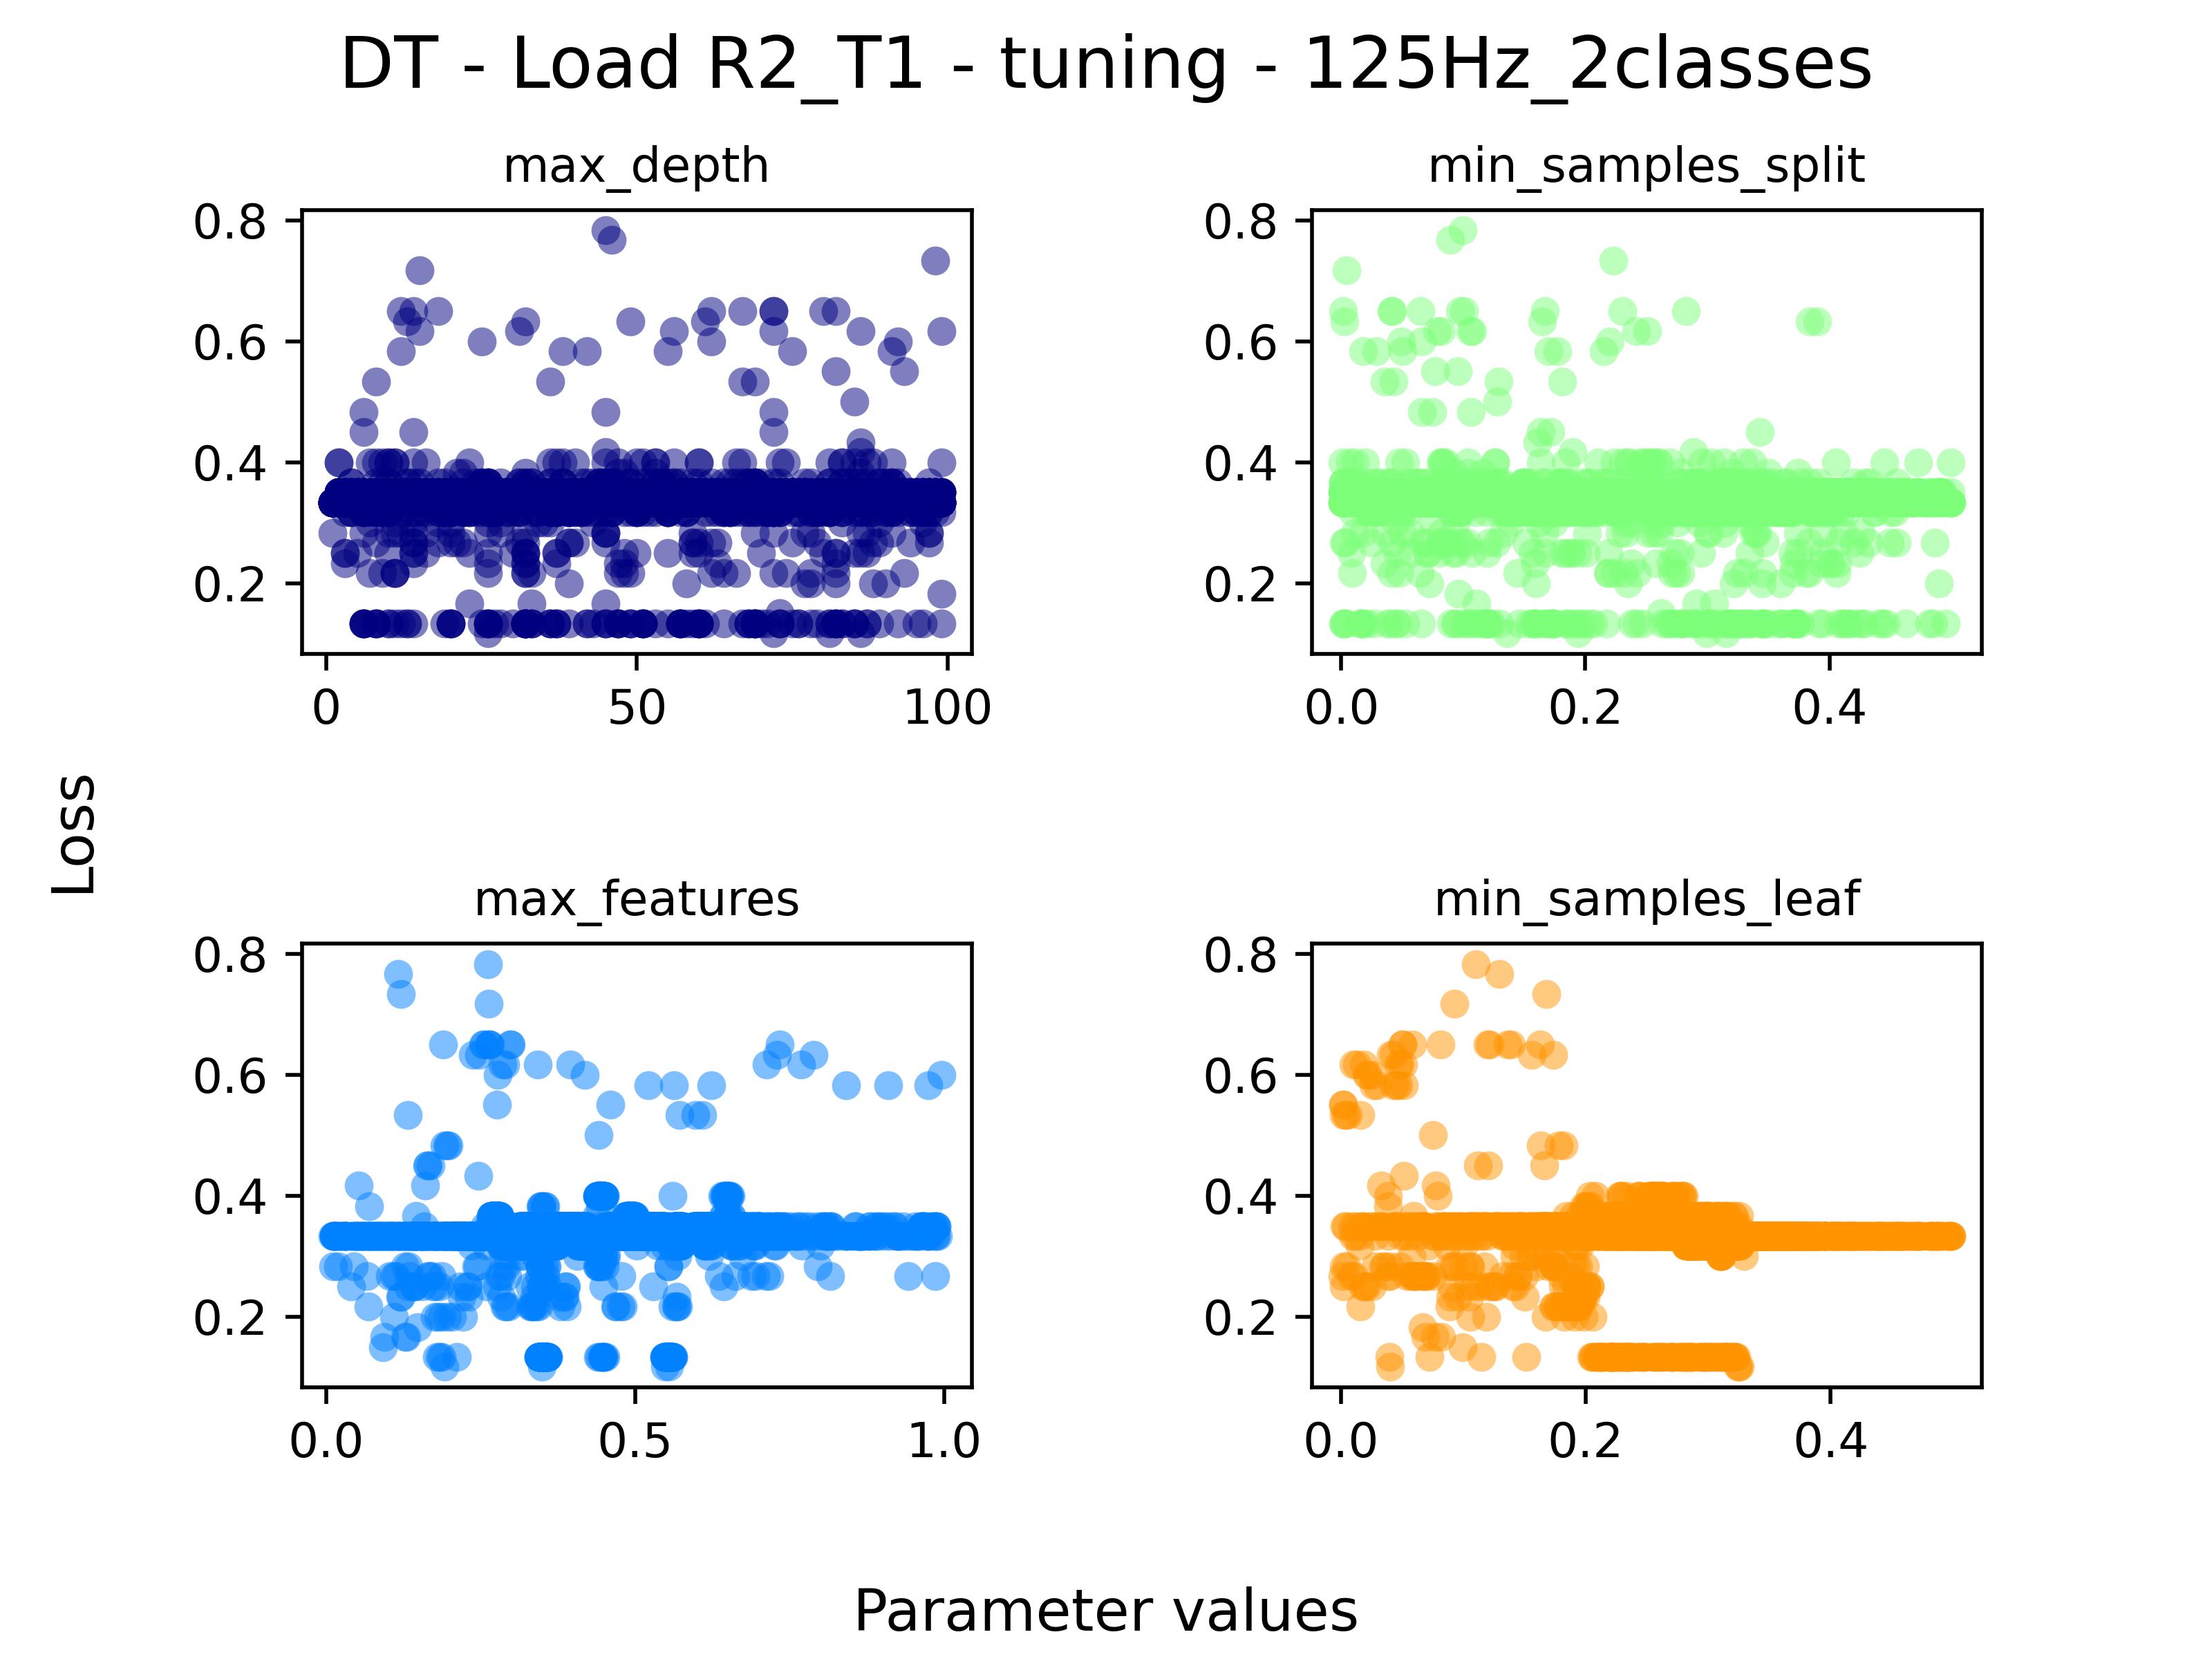 DT - Load R2_T1 - tuning - 125Hz_2classes
max_depth
min_samples_split
0.8
0.6
0.4
0.2
0 50 100
0.8
0.6
0.4
0.2
0.0 0.2 0.4
Loss
max_features
min_samples_leaf
0.8
0.6
0.4
0.2
0.0 0.5 1.0
0.8
0.6
0.4
0.2
0.0 0.2 0.4
Parameter values